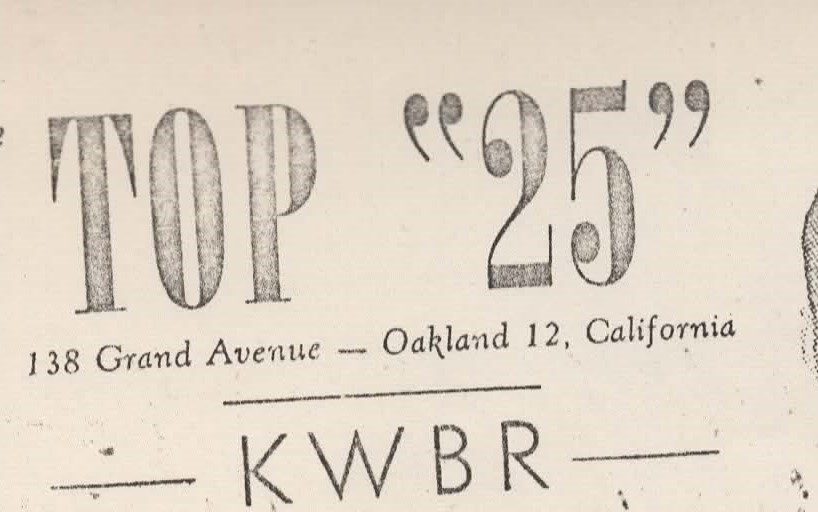 TOP “25”
138 Grand Avenue — Oakland 12, California
KWBR